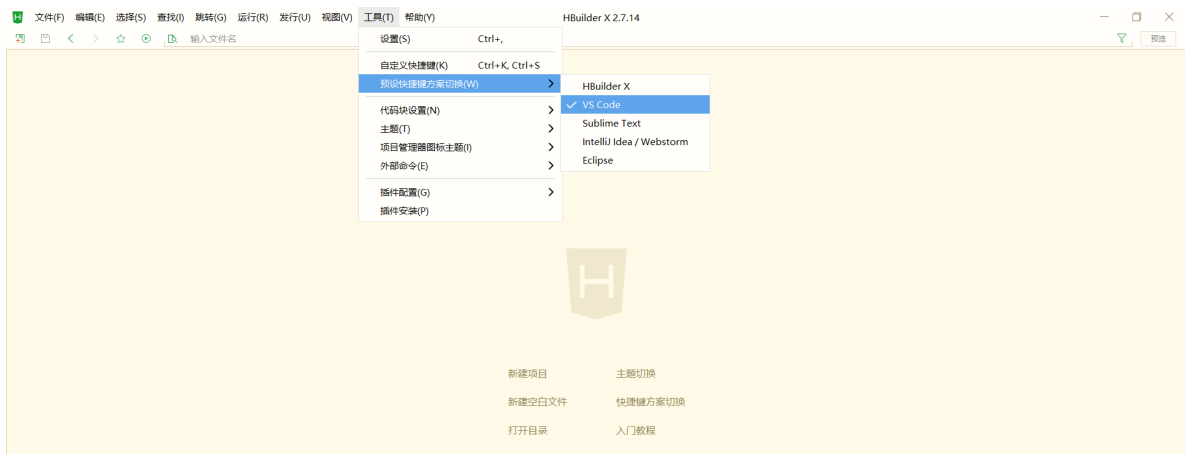 文件(F) 编辑(E) 选择(S) 查找(I) 跳转(G) 运行(R) 发行(U) 视图(V) 工具(T) 帮助(Y) HBuilder X 2.7.14
输入文件名 预览
设置(S) Ctrl+,
自定义快捷键(K) Ctrl+K, Ctrl+S
预设快捷键方案切换(W)
HBuilder X
VS Code
Sublime Text
IntelliJ Idea / Webstorm
Eclipse
代码块设置(N)
主题(T)
项目管理器图标主题(I)
外部命令(E)
插件配置(G)
插件安装(P)
H
新建项目 主题切换
新建空白文件 快捷键方案切换
打开目录 入门教程